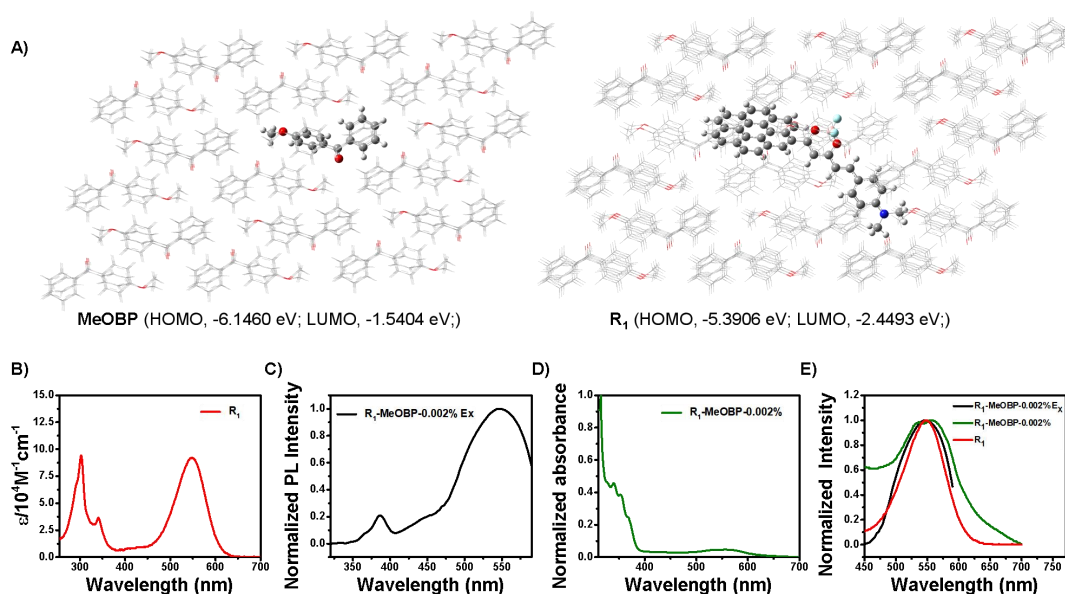 A)
MeOBP (HOMO, -6.1460 eV; LUMO, -1.5404 eV;)
R1 (HOMO, -5.3906 eV; LUMO, -2.4493 eV;)
B)
ε/10⁴M⁻¹cm⁻¹
15.0
12.5
10.0
7.5
5.0
2.5
0.0
R1
300 400 500 600 700
Wavelength (nm)
C)
Normalized PL Intensity
1.0
0.8
0.6
0.4
0.2
0.0
R1-MeOBP-0.002% Ex
350 400 450 500 550
Wavelength (nm)
D)
Normalized absorbance
1.0
0.8
0.6
0.4
0.2
0.0
R1-MeOBP-0.002%
400 500 600 700
Wavelength (nm)
E)
Normalized Intensity
1.2
1.0
0.8
0.6
0.4
0.2
0.0
R1-MeOBP-0.002% EX
R1-MeOBP-0.002%
R1
450 500 550 600 650 700 750
Wavelength (nm)